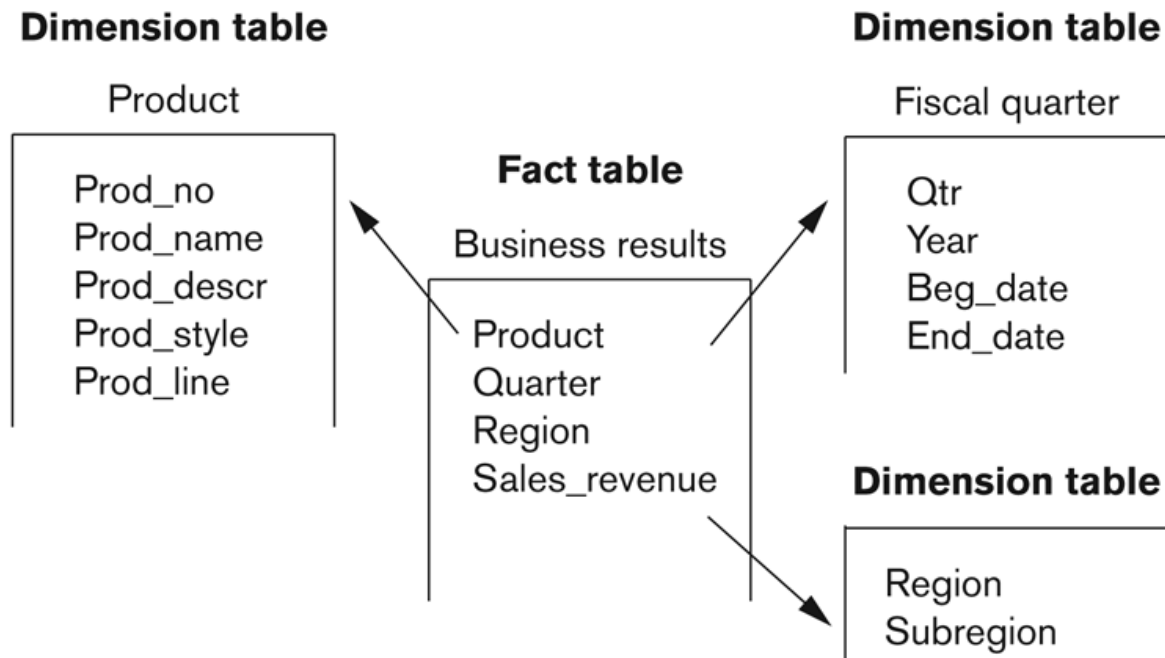 Dimension table
Product
Prod_no
Prod_name
Prod_descr
Prod_style
Prod_line
Fact table
Business results
Product
Quarter
Region
Sales_revenue
Dimension table
Fiscal quarter
Qtr
Year
Beg_date
End_date
Dimension table
Region
Subregion